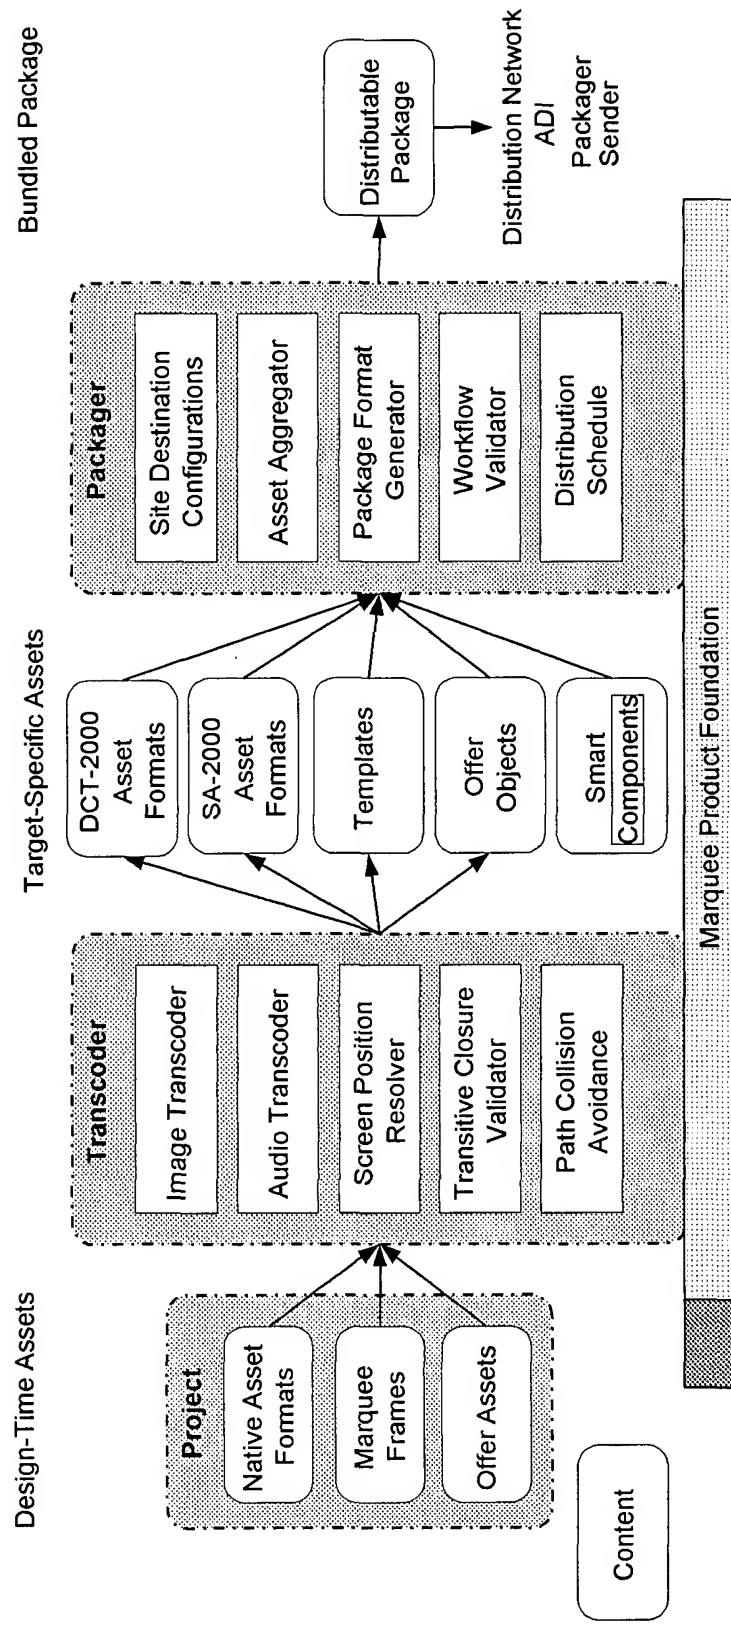 Design-Time Assets
Target-Specific Assets
Bundled Package
Project
Native Asset
Formats
Marquee
Frames
Offer Assets
Content
Transcoder
Image Transcoder
Audio Transcoder
Screen Position
Resolver
Transitive Closure
Validator
Path Collision
Avoidance
DCT-2000
Asset
Formats
SA-2000
Asset
Formats
Templates
Offer
Objects
Smart
Components
Packager
Site Destination
Configurations
Asset Aggregator
Package Format
Generator
Workflow
Validator
Distribution
Schedule
Distributable
Package
Distribution Network
ADI
Packager
Sender
Marquee Product Foundation